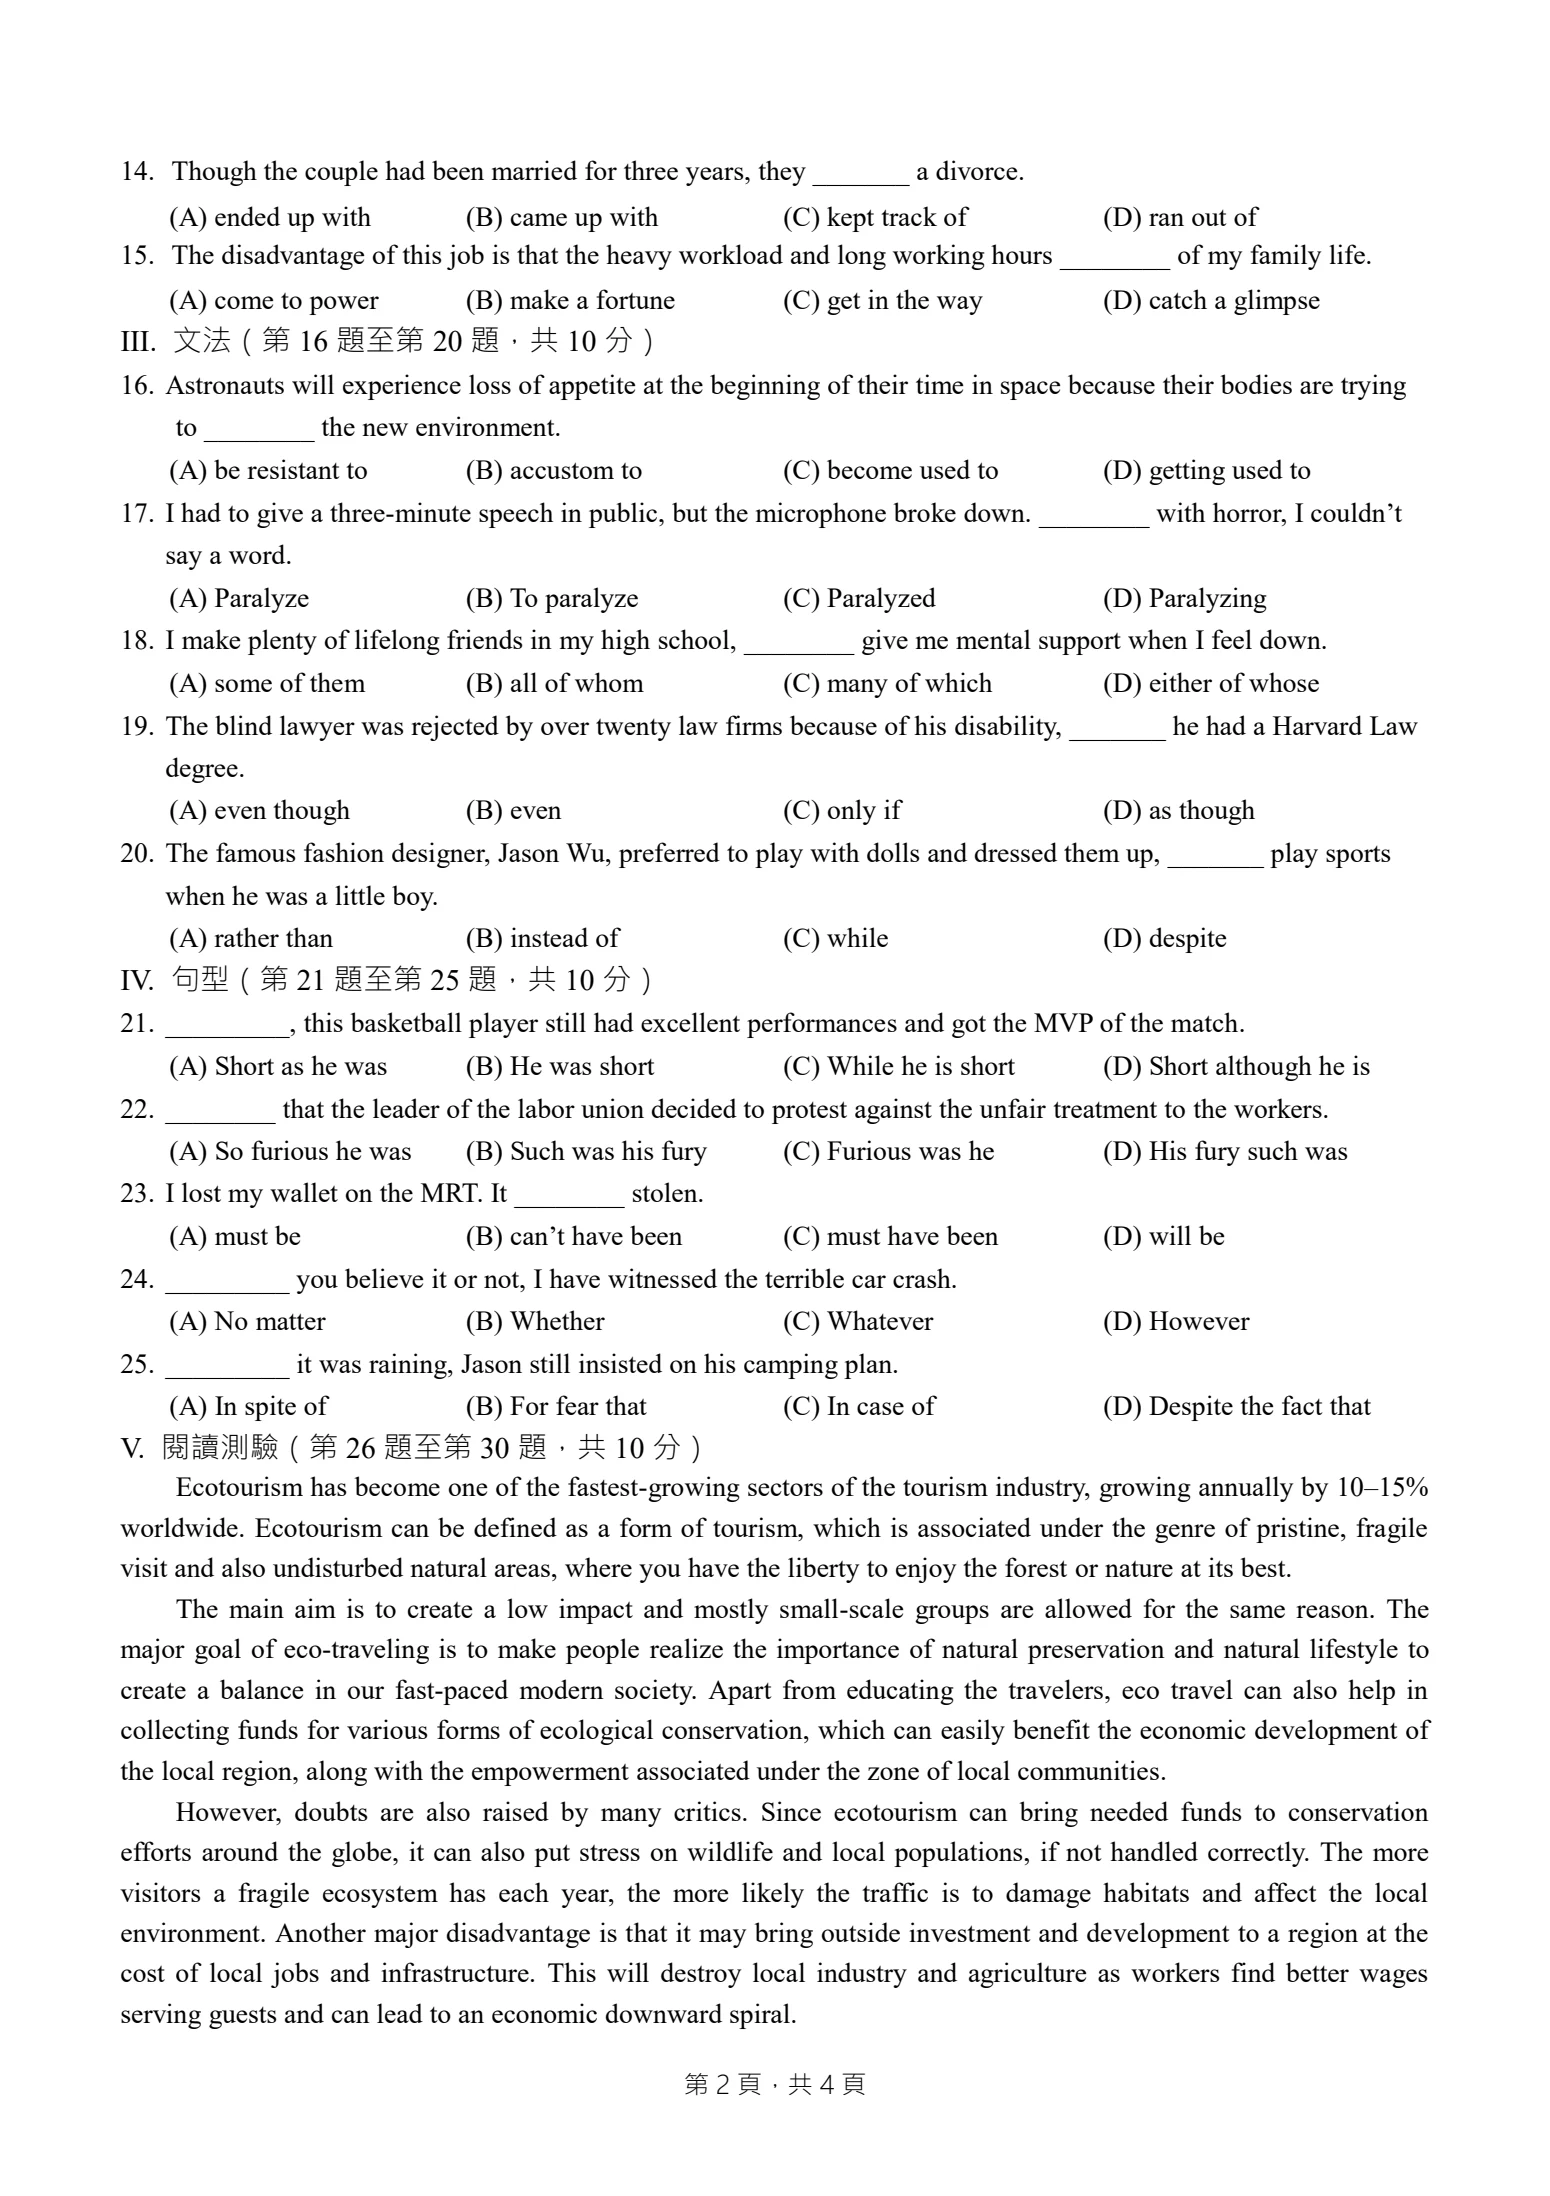 14. Though the couple had been married for three years, they _______ a divorce.
(A) ended up with (B) came up with (C) kept track of (D) ran out of
15. The disadvantage of this job is that the heavy workload and long working hours ________ of my family life.
(A) come to power (B) make a fortune (C) get in the way (D) catch a glimpse
III. 文法（第 16 題至第 20 題，共 10 分）
16. Astronauts will experience loss of appetite at the beginning of their time in space because their bodies are trying
to ________ the new environment.
(A) be resistant to (B) accustom to (C) become used to (D) getting used to
17. I had to give a three-minute speech in public, but the microphone broke down. ________ with horror, I couldn’t
say a word.
(A) Paralyze (B) To paralyze (C) Paralyzed (D) Paralyzing
18. I make plenty of lifelong friends in my high school, ________ give me mental support when I feel down.
(A) some of them (B) all of whom (C) many of which (D) either of whose
19. The blind lawyer was rejected by over twenty law firms because of his disability, _______ he had a Harvard Law
degree.
(A) even though (B) even (C) only if (D) as though
20. The famous fashion designer, Jason Wu, preferred to play with dolls and dressed them up, _______ play sports
when he was a little boy.
(A) rather than (B) instead of (C) while (D) despite
IV. 句型（第 21 題至第 25 題，共 10 分）
21. _________, this basketball player still had excellent performances and got the MVP of the match.
(A) Short as he was (B) He was short (C) While he is short (D) Short although he is
22. ________ that the leader of the labor union decided to protest against the unfair treatment to the workers.
(A) So furious he was (B) Such was his fury (C) Furious was he (D) His fury such was
23. I lost my wallet on the MRT. It ________ stolen.
(A) must be (B) can’t have been (C) must have been (D) will be
24. _________ you believe it or not, I have witnessed the terrible car crash.
(A) No matter (B) Whether (C) Whatever (D) However
25. _________ it was raining, Jason still insisted on his camping plan.
(A) In spite of (B) For fear that (C) In case of (D) Despite the fact that
V. 閱讀測驗（第 26 題至第 30 題，共 10 分）
Ecotourism has become one of the fastest-growing sectors of the tourism industry, growing annually by 10–15%
worldwide. Ecotourism can be defined as a form of tourism, which is associated under the genre of pristine, fragile
visit and also undisturbed natural areas, where you have the liberty to enjoy the forest or nature at its best.
The main aim is to create a low impact and mostly small-scale groups are allowed for the same reason. The
major goal of eco-traveling is to make people realize the importance of natural preservation and natural lifestyle to
create a balance in our fast-paced modern society. Apart from educating the travelers, eco travel can also help in
collecting funds for various forms of ecological conservation, which can easily benefit the economic development of
the local region, along with the empowerment associated under the zone of local communities.
However, doubts are also raised by many critics. Since ecotourism can bring needed funds to conservation
efforts around the globe, it can also put stress on wildlife and local populations, if not handled correctly. The more
visitors a fragile ecosystem has each year, the more likely the traffic is to damage habitats and affect the local
environment. Another major disadvantage is that it may bring outside investment and development to a region at the
cost of local jobs and infrastructure. This will destroy local industry and agriculture as workers find better wages
serving guests and can lead to an economic downward spiral.
第 2 頁，共 4 頁